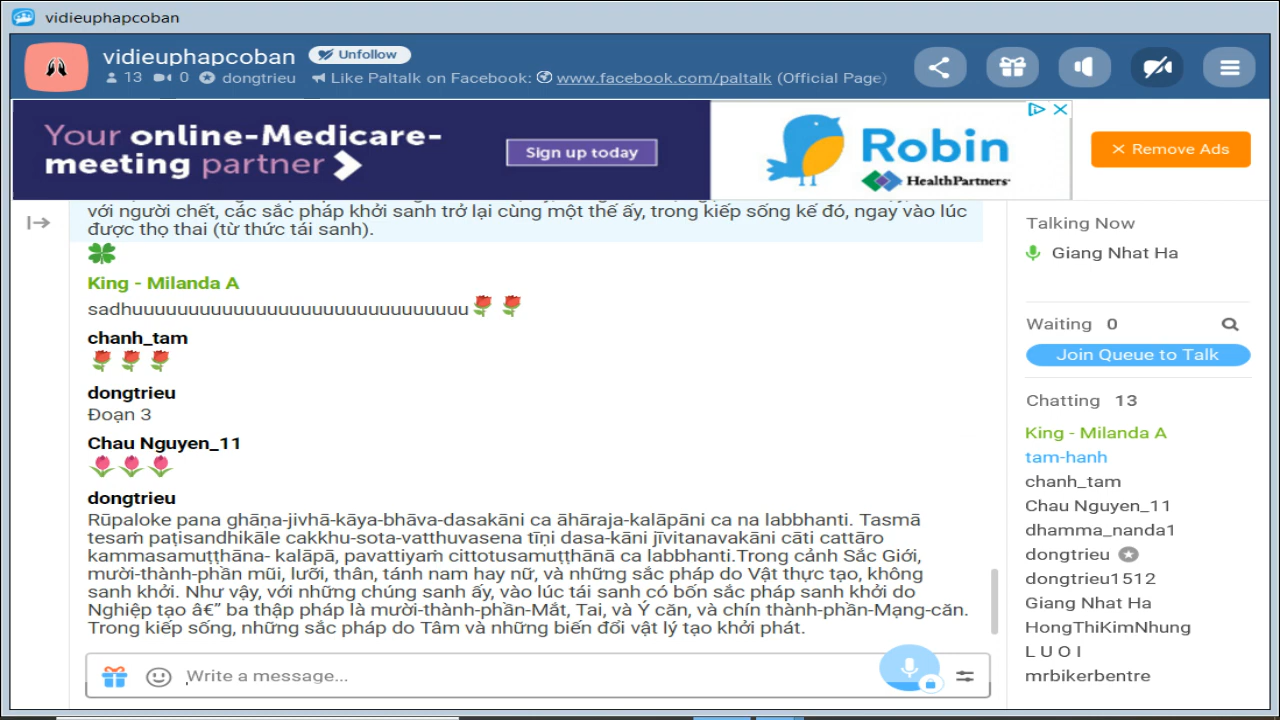 vidieuphapcoban
vidieuphapcoban Unfollow
13 0 dongtrieu Like Paltalk on Facebook: www.facebook.com/paltalk (Official Page)
Your online-Medicare-
meeting partner
Sign up today
Robin
HealthPartners
Remove Ads
với người chết, các sắc pháp khởi sanh trở lại cùng một thế ấy, trong kiếp sống kế đó, ngay vào lúc
được thọ thai (từ thức tái sanh).
King - Milanda A
sadhuuuuuuuuuuuuuuuuuuuuuuuuuuuuuu
chanh_tam
dongtrieu
Đoạn 3
Chau Nguyen_11
dongtrieu
Rūpaloke pana ghāṇa-jivhā-kāya-bhāva-dasakāni ca āhāraja-kalāpāni ca na labbhanti. Tasmā
tesaṁ paṭisandhikāle cakkhu-sota-vatthuvasena tīṇi dasa-kāni jīvitanavakāni cāti cattāro
kammasamuṭṭhāna- kalāpā, pavattiyaṁ cittotusamuṭṭhānā ca labbhanti.Trong cảnh Sắc Giới,
mười-thành-phần mũi, lưỡi, thân, tánh nam hay nữ, và những sắc pháp do Vật thực tạo, không
sanh khởi. Như vậy, với những chúng sanh ấy, vào lúc tái sanh có bốn sắc pháp sanh khởi do
Nghiệp tạo â€” ba thập pháp là mười-thành-phần-Mắt, Tai, và Ý căn, và chín thành-phần-Mạng-căn.
Trong kiếp sống, những sắc pháp do Tâm và những biến đổi vật lý tạo khởi phát.
Write a message...
Talking Now
Giang Nhat Ha
Waiting 0
Join Queue to Talk
Chatting 13
King - Milanda A
tam-hanh
chanh_tam
Chau Nguyen_11
dhamma_nanda1
dongtrieu
dongtrieu1512
Giang Nhat Ha
HongThiKimNhung
L U O I
mrbikerbentre